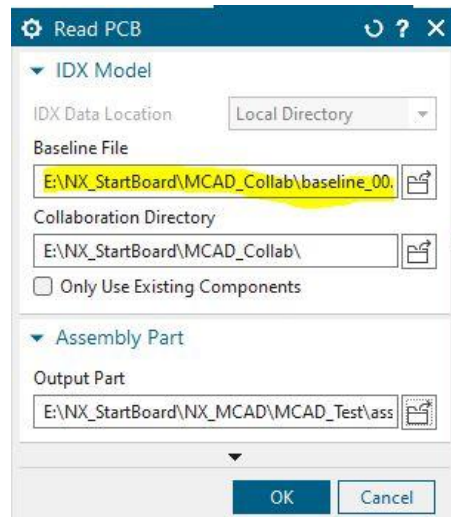 Read PCB ?
IDX Model
IDX Data Location Local Directory
Baseline File
E:\NX_StartBoard\MCAD_Collab\baseline_00.
Collaboration Directory
E:\NX_StartBoard\MCAD_Collab\
Only Use Existing Components
Assembly Part
Output Part
E:\NX_StartBoard\NX_MCAD\MCAD_Test\ass
OK Cancel